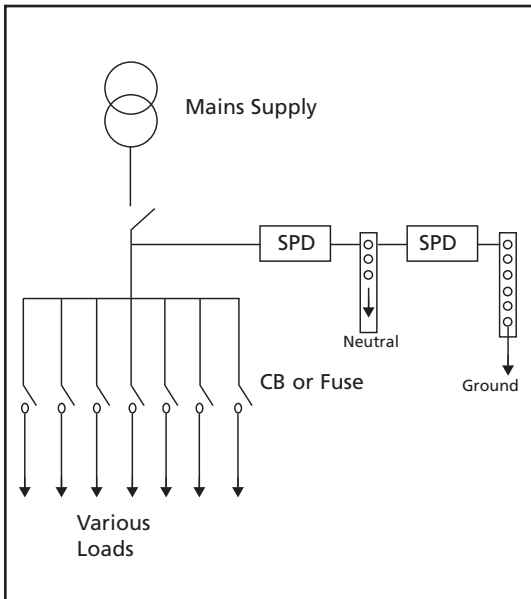 Mains Supply
SPD
SPD
Neutral
CB or Fuse
Ground
Various
Loads